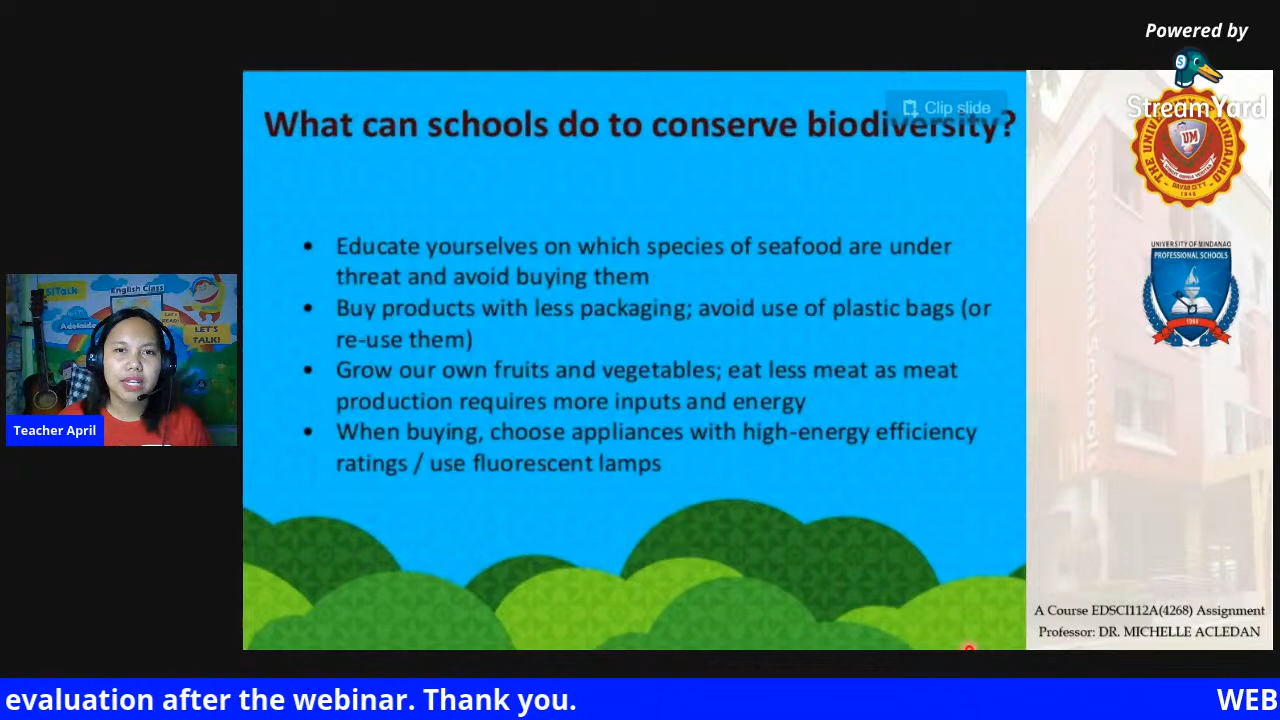 Powered by
StreamYard
Clip slide
What can schools do to conserve biodiversity?
• Educate yourselves on which species of seafood are under
threat and avoid buying them
• Buy products with less packaging; avoid use of plastic bags (or
re-use them)
• Grow our own fruits and vegetables; eat less meat as meat
production requires more inputs and energy
• When buying, choose appliances with high-energy efficiency
ratings / use fluorescent lamps
UM
1946
UNIVERSITY OF MINDANAO
PROFESSIONAL SCHOOLS
English Class
LET'S
TALK!
Teacher April
A Course EDSCI112A(4268) Assignment
Professor: DR. MICHELLE ACLEDAN
evaluation after the webinar. Thank you.
WEB